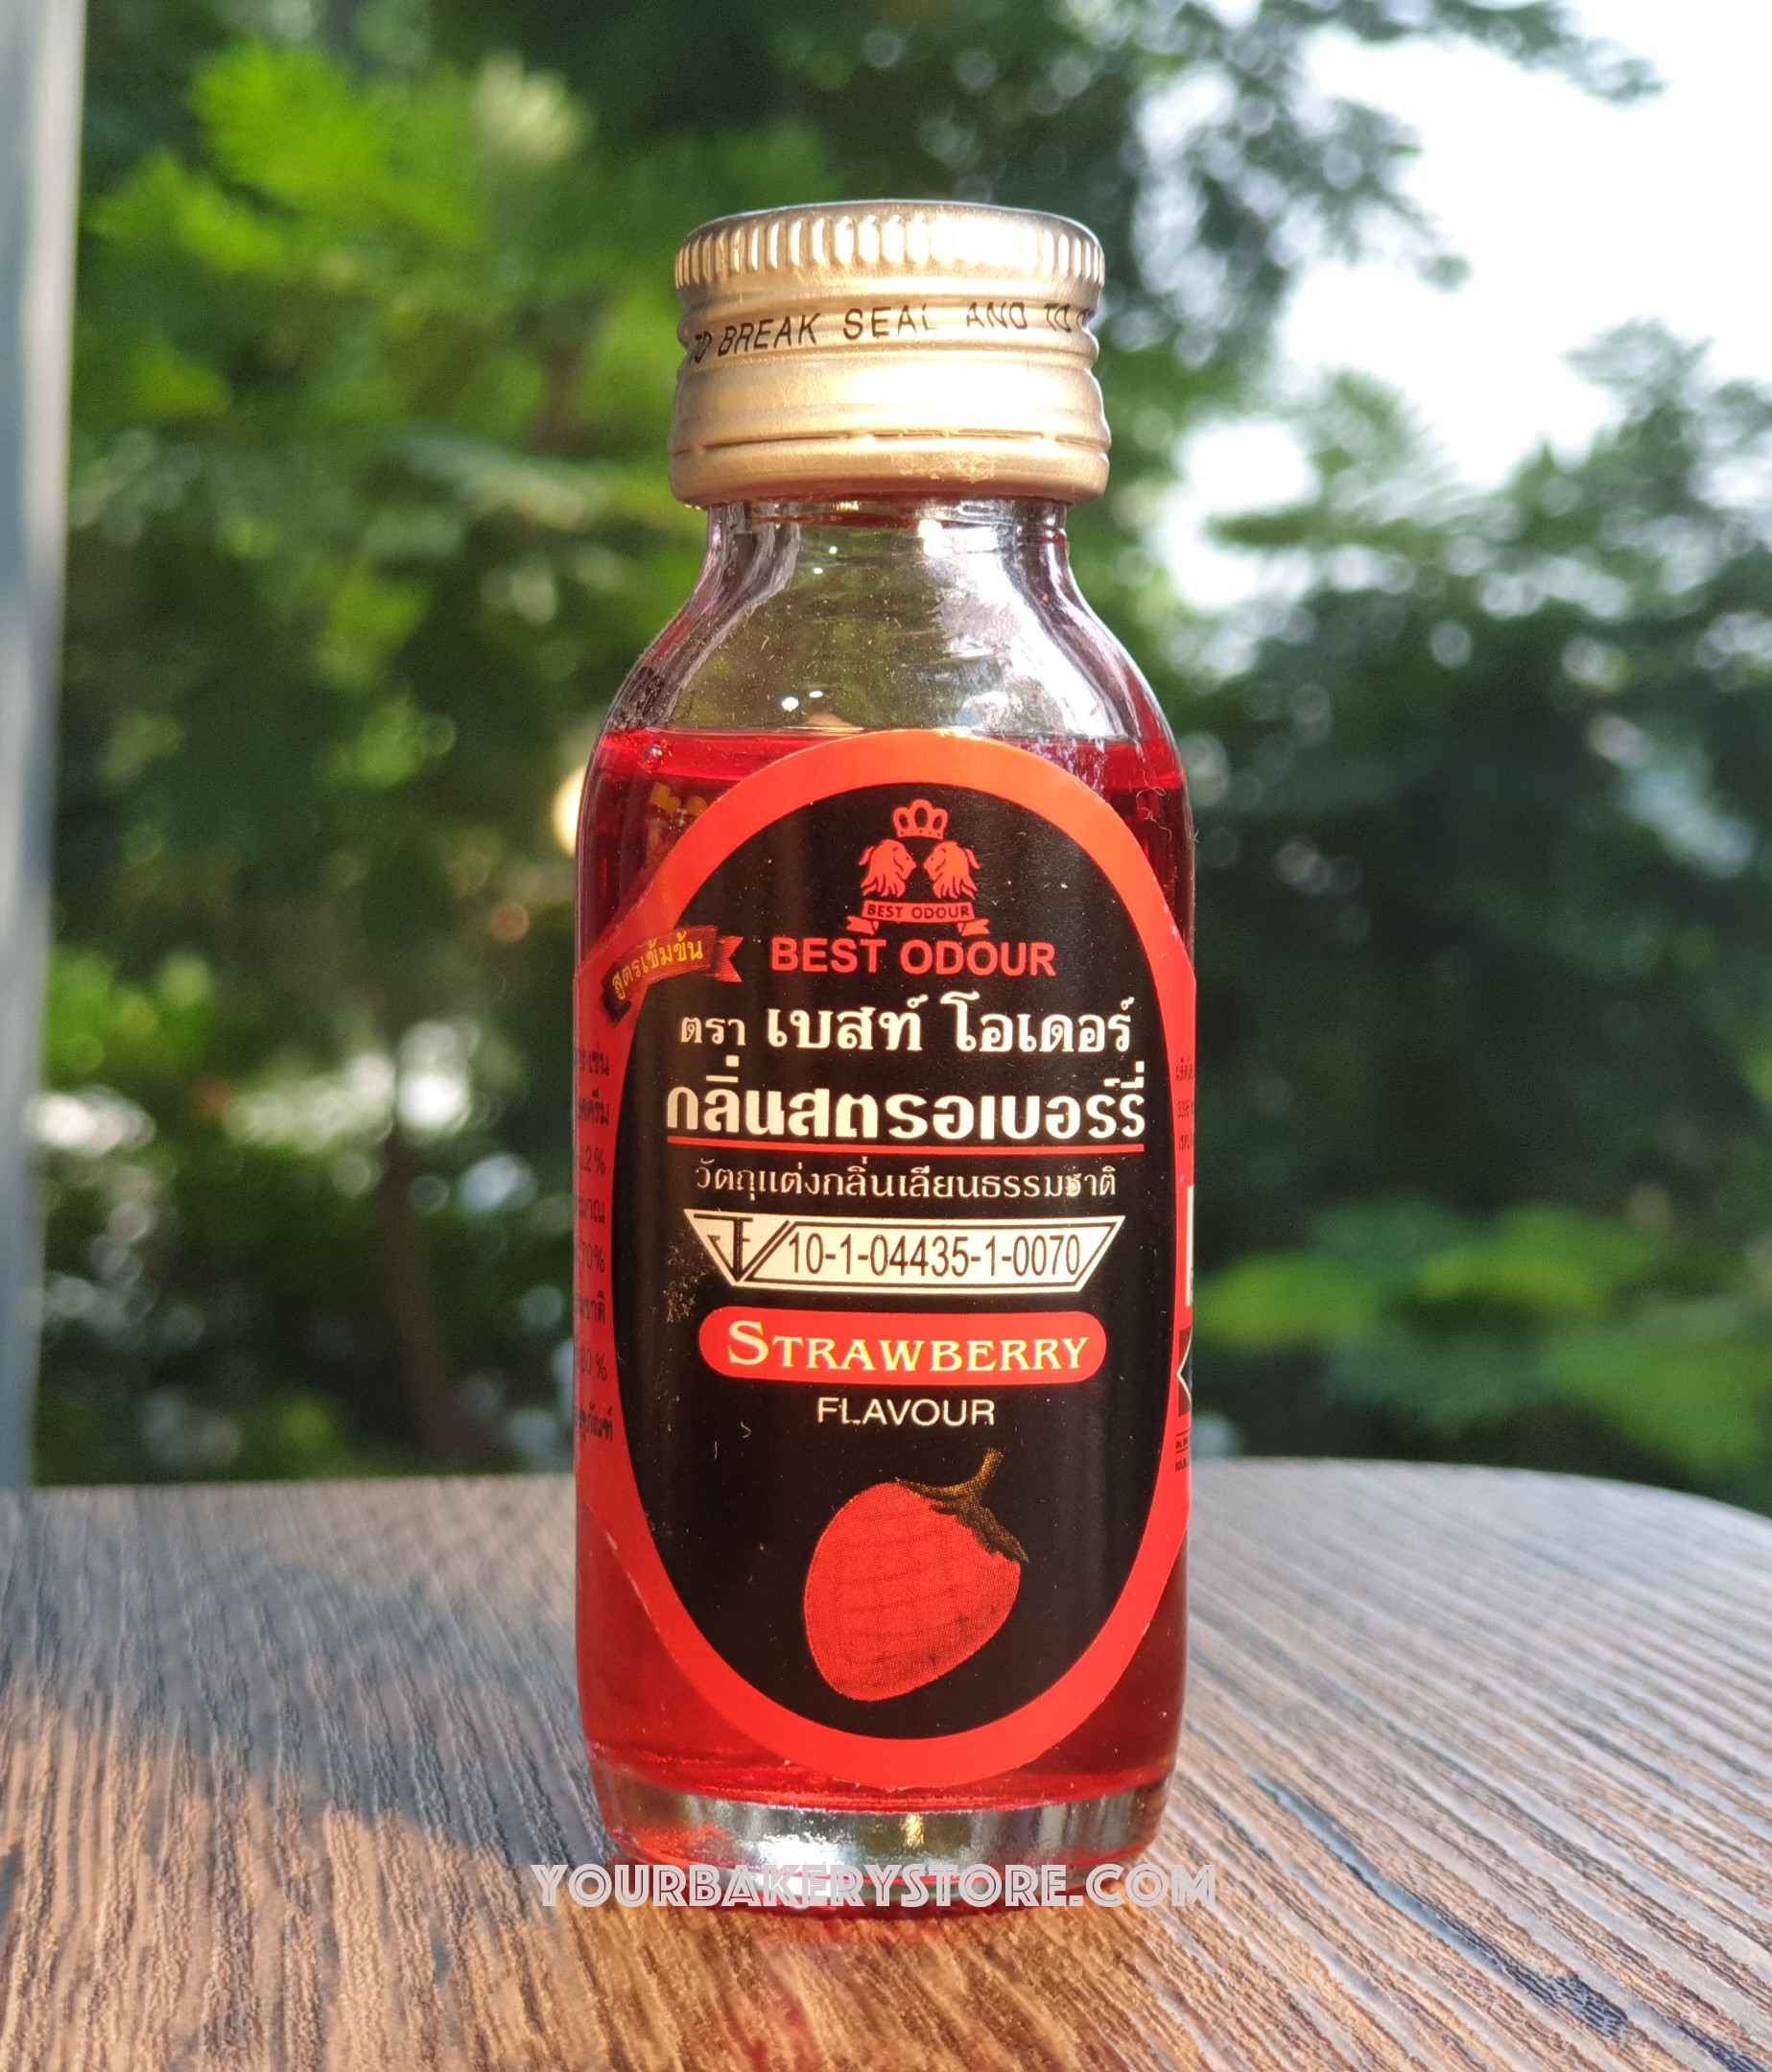 TO BREAK SEAL AND TO
BEST ODOUR
BEST ODOUR
สูตรเข้มข้น
ตรา เบสท์ โอเดอร์
กลิ่นสตรอเบอร์รี่
วัตถุแต่งกลิ่นเลียนธรรมชาติ
10-1-04435-1-0070
STRAWBERRY
FLAVOUR
YOURBAKERYSTORE.COM